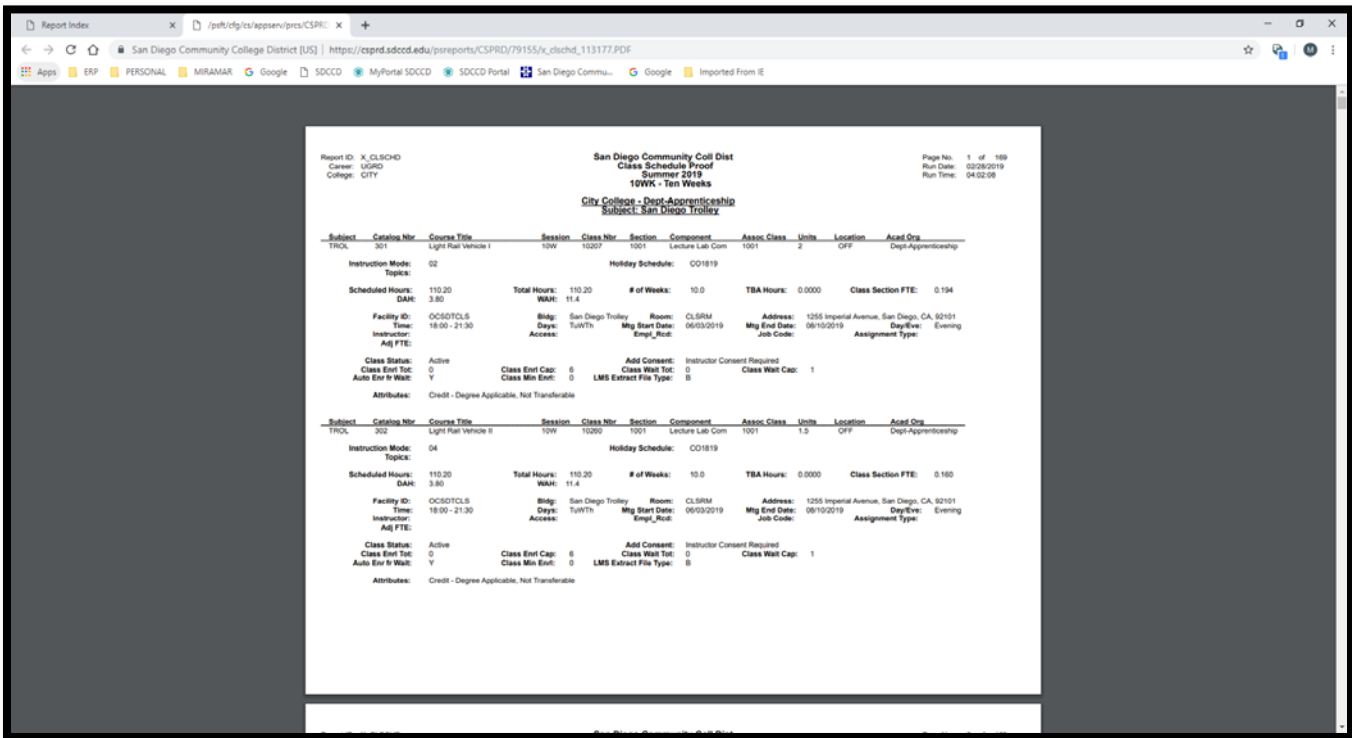 Report Index
/psft/cfg/cs/appserv/prcs/CSPR
San Diego Community College District [US] | https://csprd.sdccd.edu/psreports/CSPRD/79155/x_clschd_113177.PDF
Apps ERP PERSONAL MIRAMAR Google SDCCD MyPortal SDCCD SDCCD Portal San Diego Commu... Google Imported From IE
Report ID: X_CLSCHD San Diego Community Coll Dist Page No. 1 of 169
Career: UGRD Class Schedule Proof Run Date: 02/28/2019
College: CITY Summer 2019 Run Time: 04:02:08
10WK - Ten Weeks
City College - Dept-Apprenticeship
Subject: San Diego Trolley
Subject Catalog Nbr Course Title Session Class Nbr Section Component Assoc Class Units Location Acad Org
TROL 301 Light Rail Vehicle I 10W 10207 1001 Lecture Lab Com 1001 2 OFF Dept-Apprenticeship
Instruction Mode: 02 Holiday Schedule: CO1819
Topics:
Scheduled Hours: 110.20 Total Hours: 110.20 # of Weeks: 10.0 TBA Hours: 0.0000 Class Section FTE: 0.194
DAH: 3.80 WAH: 11.4
Facility ID: OCSDTCLS Bldg: San Diego Trolley Room: CLSRM Address: 1255 Imperial Avenue, San Diego, CA, 92101
Time: 18:00 - 21:30 Days: TuWTh Mtg Start Date: 06/03/2019 Mtg End Date: 08/10/2019 Day/Eve: Evening
Instructor: Access: Empl_Rcd: Job Code: Assignment Type:
Adj FTE:
Class Status: Active Add Consent: Instructor Consent Required
Class Enrl Tot: 0 Class Enrl Cap: 6 Class Wait Tot: 0 Class Wait Cap: 1
Auto Enr fr Wait: Y Class Min Enrl: 0 LMS Extract File Type: B
Attributes: Credit - Degree Applicable, Not Transferable
Subject Catalog Nbr Course Title Session Class Nbr Section Component Assoc Class Units Location Acad Org
TROL 302 Light Rail Vehicle II 10W 10260 1001 Lecture Lab Com 1001 1.5 OFF Dept-Apprenticeship
Instruction Mode: 04 Holiday Schedule: CO1819
Topics:
Scheduled Hours: 110.20 Total Hours: 110.20 # of Weeks: 10.0 TBA Hours: 0.0000 Class Section FTE: 0.160
DAH: 3.80 WAH: 11.4
Facility ID: OCSDTCLS Bldg: San Diego Trolley Room: CLSRM Address: 1255 Imperial Avenue, San Diego, CA, 92101
Time: 18:00 - 21:30 Days: TuWTh Mtg Start Date: 06/03/2019 Mtg End Date: 08/10/2019 Day/Eve: Evening
Instructor: Access: Empl_Rcd: Job Code: Assignment Type:
Adj FTE:
Class Status: Active Add Consent: Instructor Consent Required
Class Enrl Tot: 0 Class Enrl Cap: 6 Class Wait Tot: 0 Class Wait Cap: 1
Auto Enr fr Wait: Y Class Min Enrl: 0 LMS Extract File Type: B
Attributes: Credit - Degree Applicable, Not Transferable